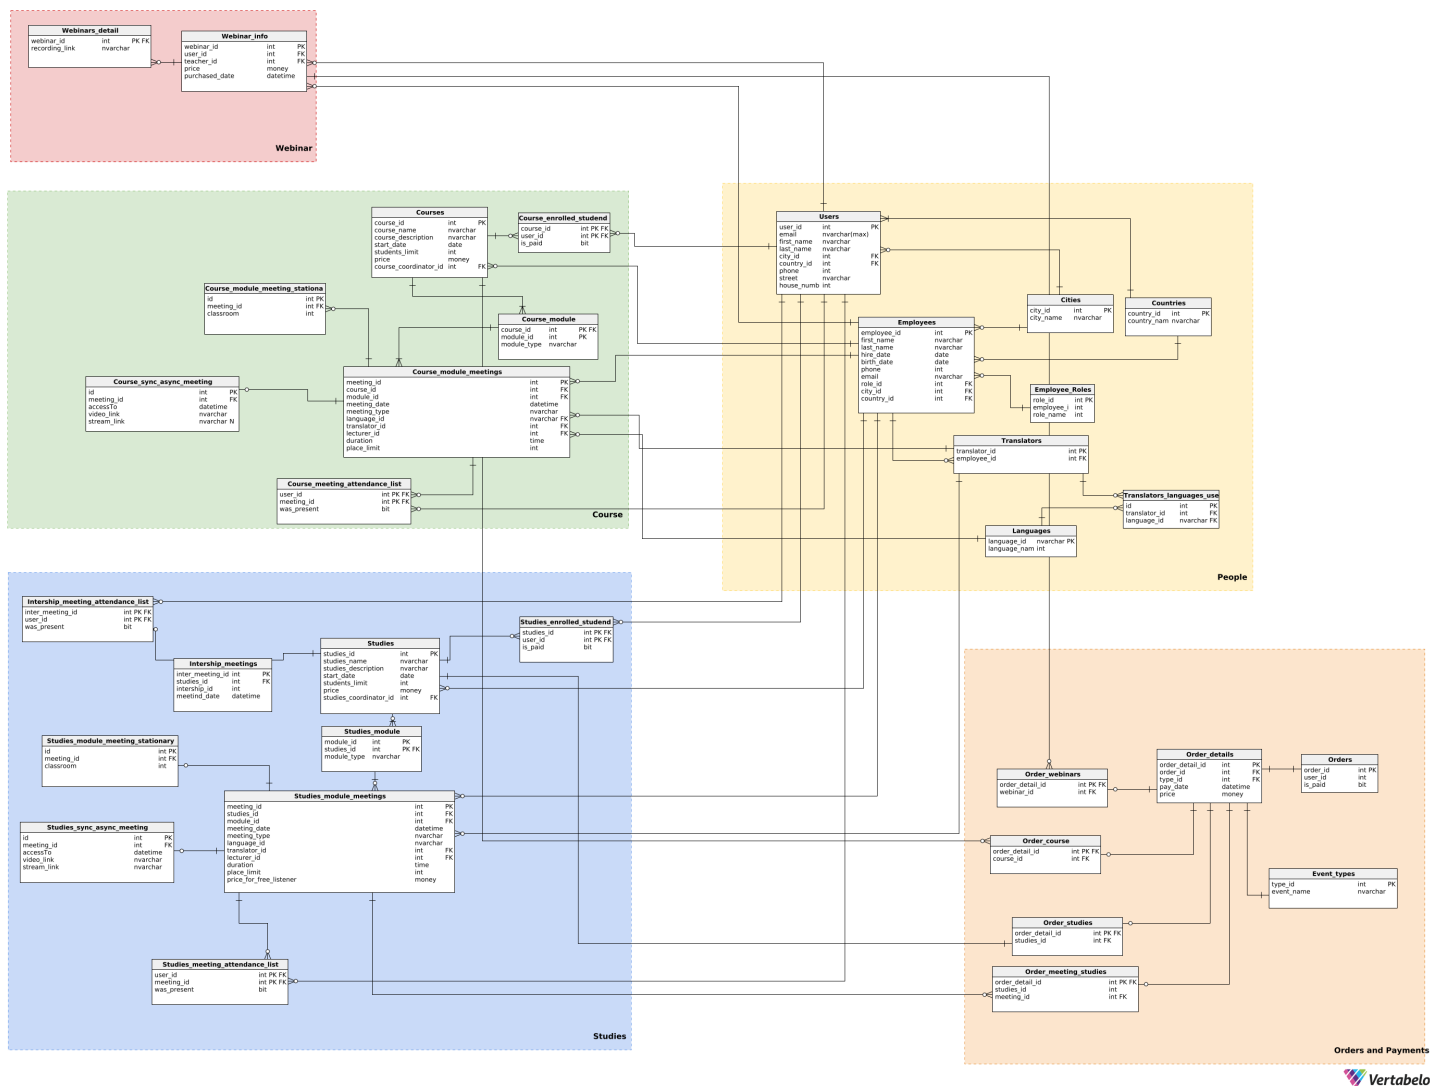 Webinars_detail
webinar_id int PK FK
recording_link nvarchar
Webinar_info
webinar_id int PK
user_id int FK
teacher_id int FK
price money
purchased_date datetime
Webinar
Courses
course_id int PK
course_name nvarchar
course_description nvarchar
start_date date
students_limit int
price money
course_coordinator_id int FK
Course_enrolled_studend
course_id int PK FK
user_id int PK FK
is_paid bit
Course_module_meeting_stationa
id int PK
meeting_id int FK
classroom int
Course_module
course_id int PK FK
module_id int PK
module_type nvarchar
Course_sync_async_meeting
id int PK
meeting_id int FK
accessTo datetime
video_link nvarchar
stream_link nvarchar N
Course_module_meetings
meeting_id int PK
course_id int FK
module_id int FK
meeting_date datetime
meeting_type nvarchar
language_id nvarchar FK
translator_id int FK
lecturer_id int FK
duration time
place_limit int
Course_meeting_attendance_list
user_id int PK FK
meeting_id int PK FK
was_present bit
Course
Users
user_id int PK
email nvarchar(max)
first_name nvarchar
last_name nvarchar
city_id int FK
country_id int FK
phone int
street nvarchar
house_numb int
Employees
employee_id int PK
first_name nvarchar
last_name nvarchar
hire_date date
birth_date date
phone int
email nvarchar
role_id int FK
city_id int FK
country_id int FK
Cities
city_id int PK
city_name nvarchar
Countries
country_id int PK
country_nam nvarchar
Employee_Roles
role_id int PK
employee_i int
role_name int
Translators
translator_id int PK
employee_id int FK
Translators_languages_use
id int PK
translator_id int FK
language_id nvarchar FK
Languages
language_id nvarchar PK
language_nam int
People
Intership_meeting_attendance_list
inter_meeting_id int PK FK
user_id int PK FK
was_present bit
Intership_meetings
inter_meeting_id int PK
studies_id int FK
intership_id int
meetind_date datetime
Studies
studies_id int PK
studies_name nvarchar
studies_description nvarchar
start_date date
students_limit int
price money
studies_coordinator_id int FK
Studies_enrolled_studend
studies_id int PK FK
user_id int PK FK
is_paid bit
Studies_module
module_id int PK
studies_id int PK FK
module_type nvarchar
Studies_module_meeting_stationary
id int PK
meeting_id int FK
classroom int
Studies_sync_async_meeting
id int PK
meeting_id int FK
accessTo datetime
video_link nvarchar
stream_link nvarchar
Studies_module_meetings
meeting_id int PK
studies_id int FK
module_id int FK
meeting_date datetime
meeting_type nvarchar
language_id nvarchar
translator_id int FK
lecturer_id int FK
duration time
place_limit int
price_for_free_listener money
Studies_meeting_attendance_list
user_id int PK FK
meeting_id int PK FK
was_present bit
Studies
Order_webinars
order_detail_id int PK FK
webinar_id int FK
Order_details
order_detail_id int PK
order_id int FK
type_id int FK
pay_date datetime
price money
Orders
order_id int PK
user_id int
is_paid bit
Order_course
order_detail_id int PK FK
course_id int FK
Event_types
type_id int PK
event_name nvarchar
Order_studies
order_detail_id int PK FK
studies_id int FK
Order_meeting_studies
order_detail_id int PK FK
studies_id int
meeting_id int FK
Orders and Payments
Vertabelo